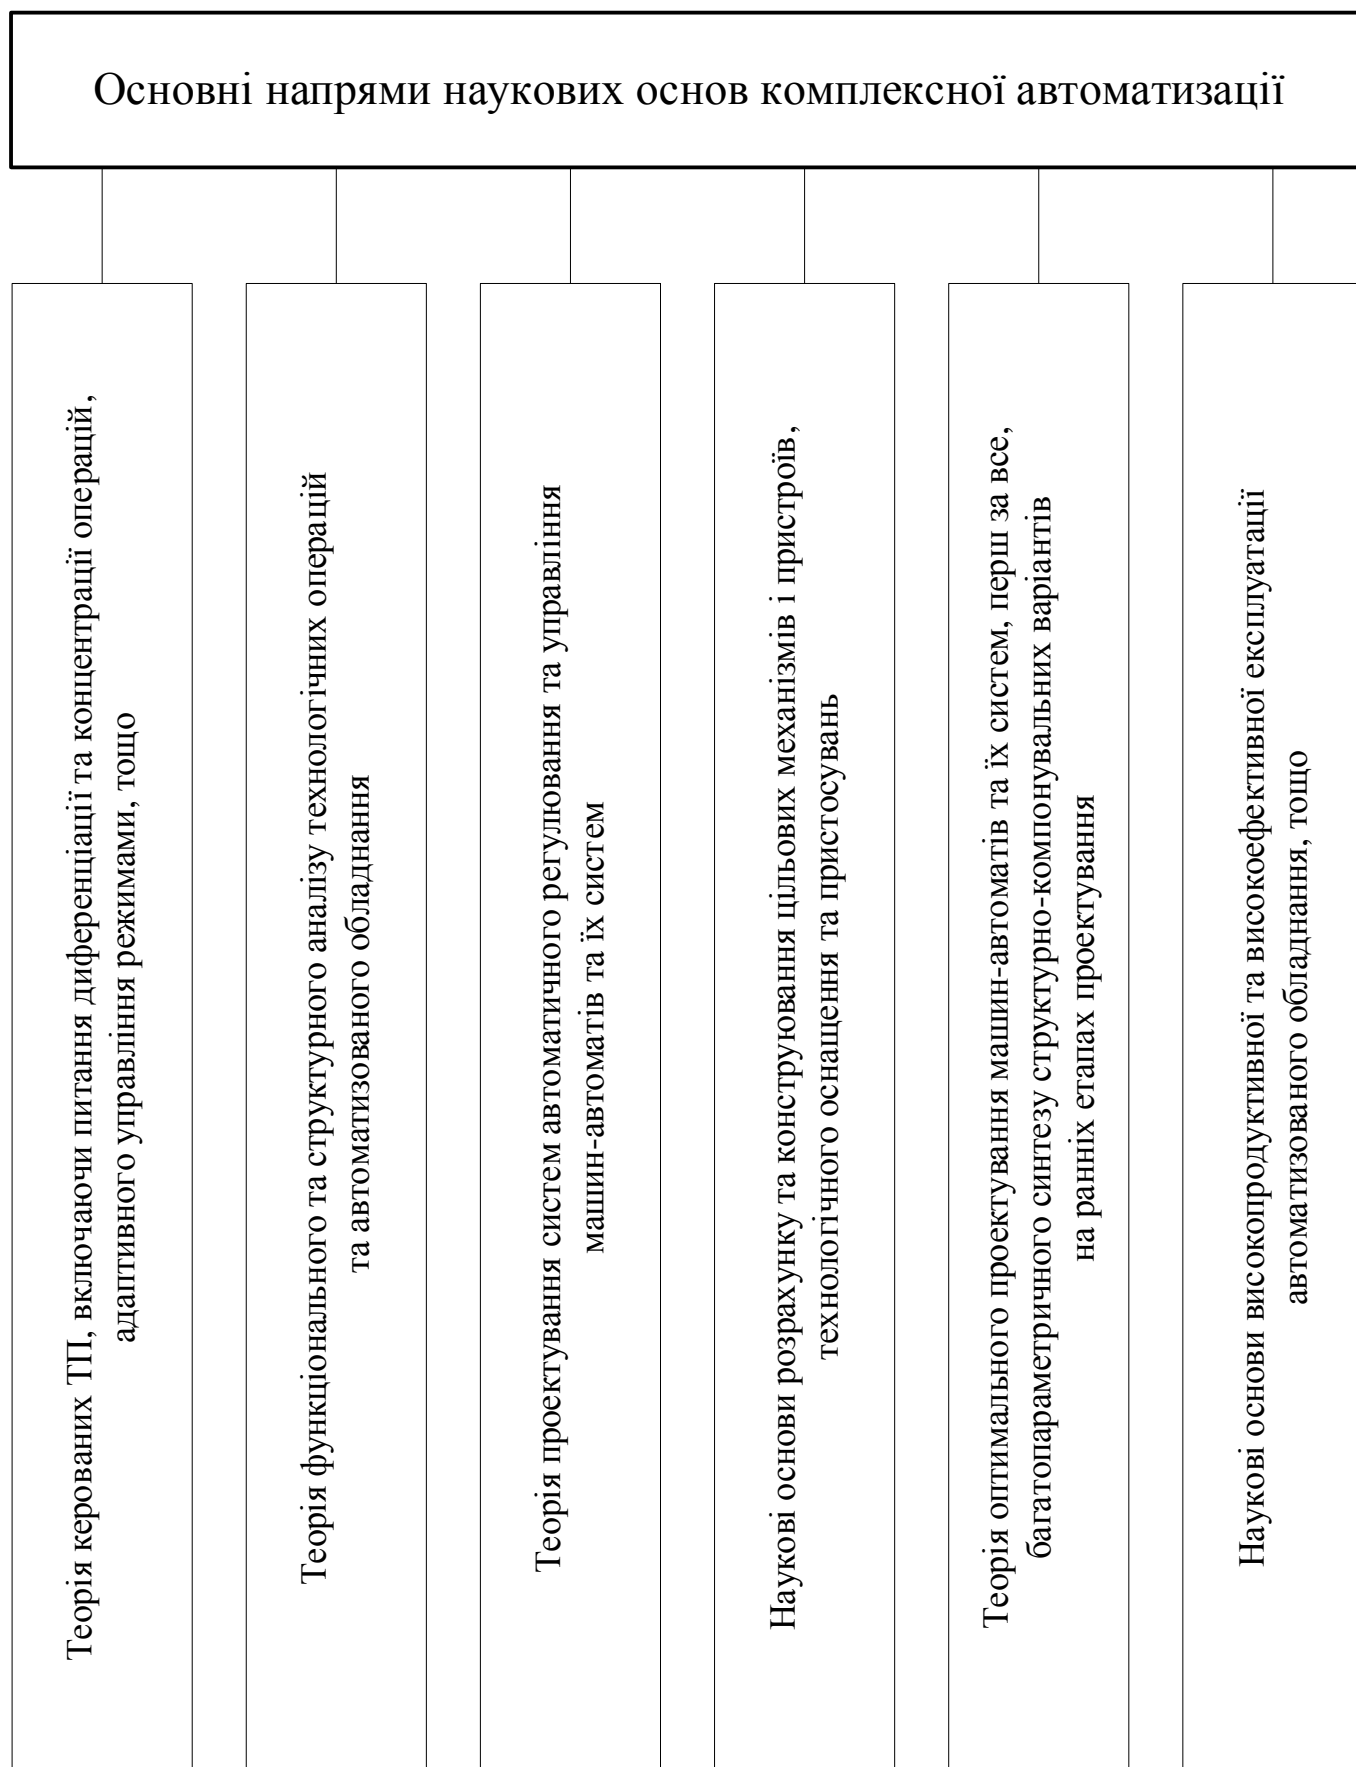 Основні напрями наукових основ комплексної автоматизації
Теорія керованих ТП, включаючи питання диференціації та концентрації операцій,
адаптивного управління режимами, тощо
Теорія функціонального та структурного аналізу технологічних операцій
та автоматизованого обладнання
Теорія проектування систем автоматичного регулювання та управління
машин-автоматів та їх систем
Наукові основи розрахунку та конструювання цільових механізмів і пристроїв,
технологічного оснащення та пристосувань
Теорія оптимального проектування машин-автоматів та їх систем, перш за все,
багатопараметричного синтезу структурно-компонувальних варіантів
на ранніх етапах проектування
Наукові основи високопродуктивної та високоефективної експлуатації
автоматизованого обладнання, тощо